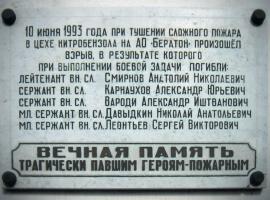 10 июня 1993 года при тушении сложного пожара
в цехе нитробензола на АО "Бератон" произошёл
взрыв, в результате которого
при выполнении боевой задачи погибли:
лейтенант вн. сл. Смирнов Анатолий Николаевич
сержант вн. сл. Карнаухов Александр Юрьевич
сержант вн. сл. Вароди Александр Иштванович
мл. сержант вн. сл. Давыдкин Николай Анатольевич
мл. сержант вн. сл. Леонтьев Сергей Викторович
ВЕЧНАЯ ПАМЯТЬ
ТРАГИЧЕСКИ ПАВШИМ ГЕРОЯМ-ПОЖАРНЫМ